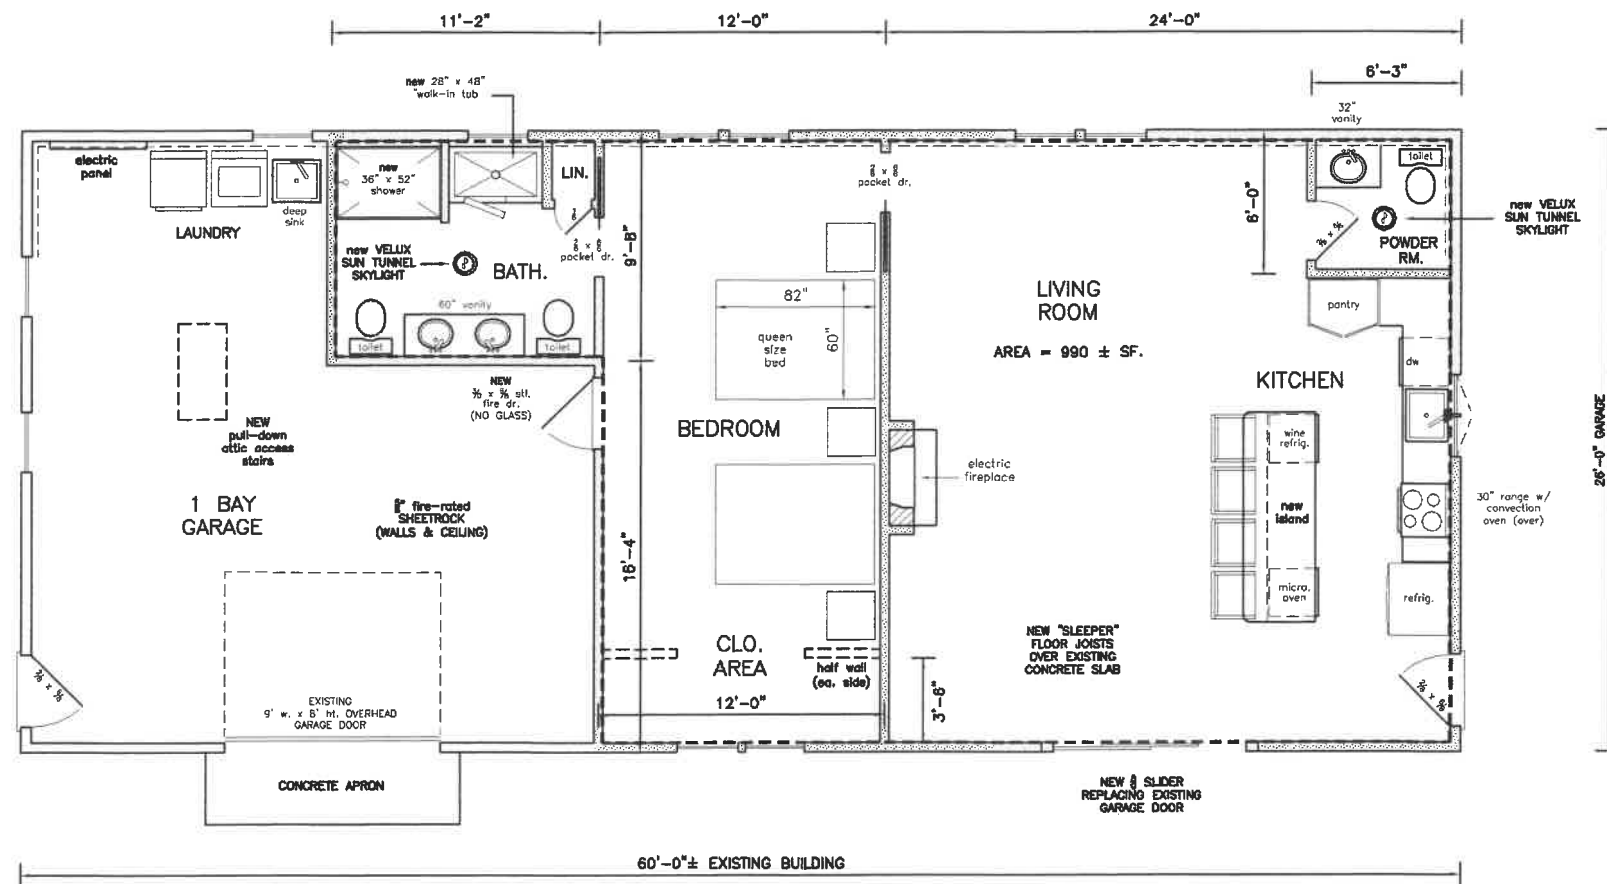 11'-2"
12'-0"
24'-0"
6'-3"
new 28" x 48"
walk-in tub
32"
vanity
electric
panel
new
36" x 52"
shower
LIN.
pocket dr.
toilet
deep
sink
LAUNDRY
new VELUX
SUN TUNNEL
SKYLIGHT
BATH.
pocket dr.
9'-8"
6'-0"
POWDER
RM.
new VELUX
SUN TUNNEL
SKYLIGHT
60" vanity
toilet
toilet
82"
60"
queen
size
bed
LIVING
ROOM
AREA = 990 ± SF.
pantry
dw
KITCHEN
NEW
stl.
fire dr.
(NO GLASS)
NEW
pull-down
attic access
stairs
BEDROOM
wine
refrig.
26'-0" GARAGE
electric
fireplace
1 BAY
GARAGE
fire-rated
SHEETROCK
(WALLS & CEILING)
new
island
30" range w/
convection
oven (over)
16'-4"
micro.
oven
refrig.
CLO.
AREA
half wall
(ea. side)
NEW "SLEEPER"
FLOOR JOISTS
OVER EXISTING
CONCRETE SLAB
12'-0"
3'-6"
EXISTING
9' w. x 8' ht. OVERHEAD
GARAGE DOOR
CONCRETE APRON
NEW SLIDER
REPLACING EXISTING
GARAGE DOOR
60'-0"± EXISTING BUILDING